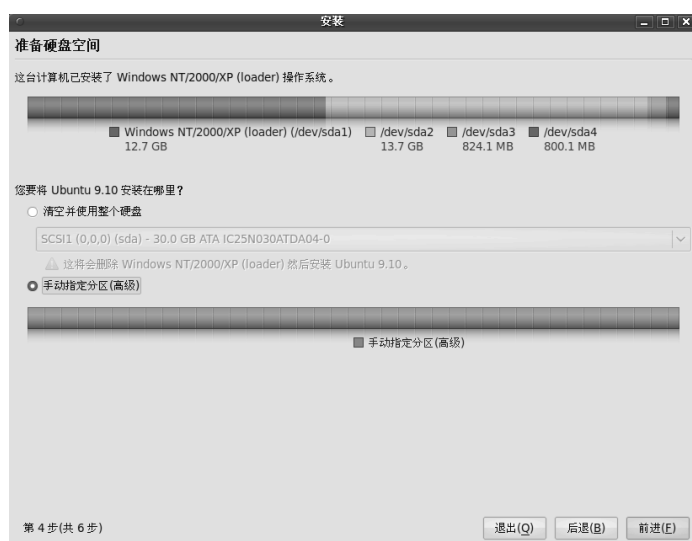 安装
准备硬盘空间
这台计算机已安装了 Windows NT/2000/XP (loader) 操作系统。
Windows NT/2000/XP (loader) (/dev/sda1) /dev/sda2 /dev/sda3 /dev/sda4
12.7 GB 13.7 GB 824.1 MB 800.1 MB
您要将 Ubuntu 9.10 安装在哪里?
清空并使用整个硬盘
SCSI1 (0,0,0) (sda) - 30.0 GB ATA IC25N030ATDA04-0
这将会删除 Windows NT/2000/XP (loader) 然后安装 Ubuntu 9.10。
手动指定分区(高级)
手动指定分区(高级)
第 4 步(共 6 步) 退出(Q) 后退(B) 前进(F)